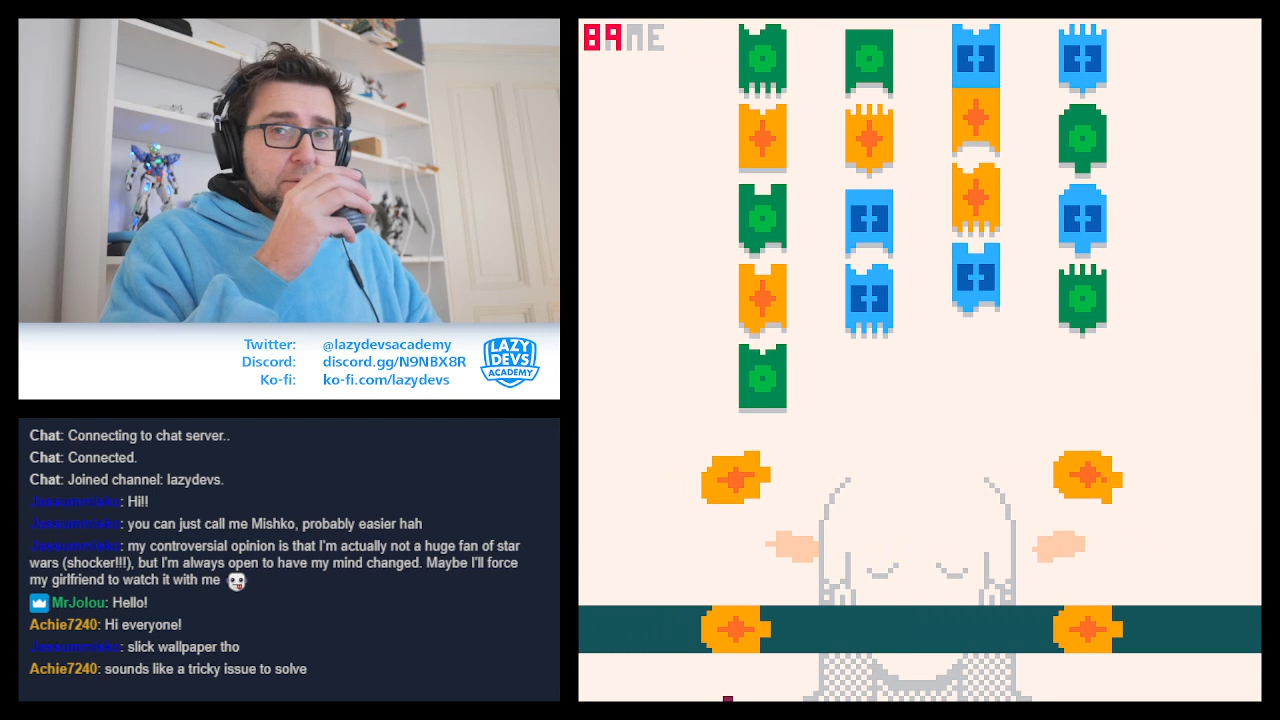 Twitter: @lazydevsacademy
Discord: discord.gg/N9NBX8R
Ko-fi: ko-fi.com/lazydevs
LAZY
DEVS
ACADEMY
Chat: Connecting to chat server..
Chat: Connected.
Chat: Joined channel: lazydevs.
: Hi!!
: you can just call me Mishko, probably easier hah
: my controversial opinion is that I'm actually not a huge fan of star
wars (shocker!!!), but I'm always open to have my mind changed. Maybe I'll force
my girlfriend to watch it with me
MrJolou: Hello!
Achie7240: Hi everyone!
: slick wallpaper tho
Achie7240: sounds like a tricky issue to solve